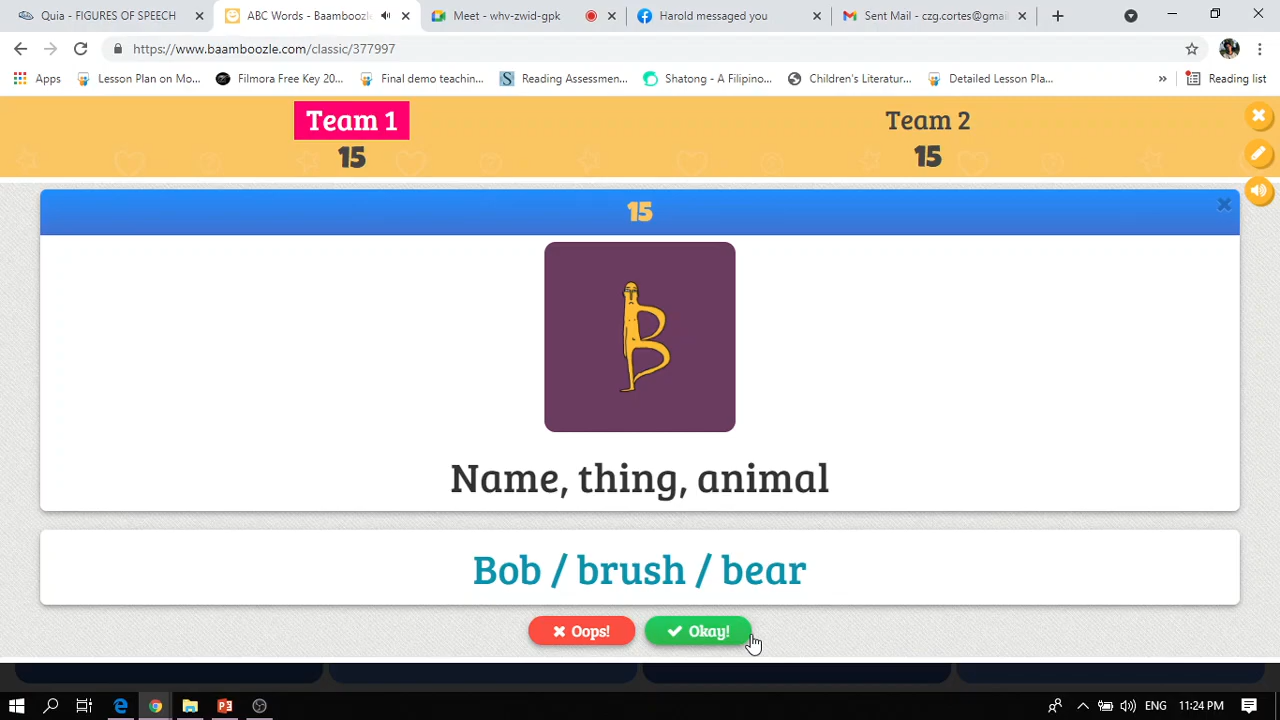 Quia - FIGURES OF SPEECH
ABC Words - Baamboozle
Meet - whv-zwid-gpk
Harold messaged you
Sent Mail - czg.cortes@gmai
https://www.baamboozle.com/classic/377997
Apps
Lesson Plan on Mo...
Filmora Free Key 20...
Final demo teachin...
Reading Assessmen...
Shatong - A Filipino...
Children's Literatur...
Detailed Lesson Pla...
»
Reading list
Team 1
Team 2
15
15
15
B
Name, thing, animal
Bob / brush / bear
Oops!
Okay!
ENG
11:24 PM